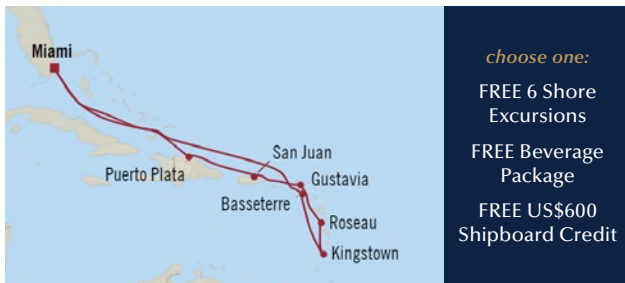 Miami
Puerto Plata
San Juan
Gustavia
Basseterre
Roseau
Kingstown
choose one:
FREE 6 Shore
Excursions
FREE Beverage
Package
FREE US$600
Shipboard Credit